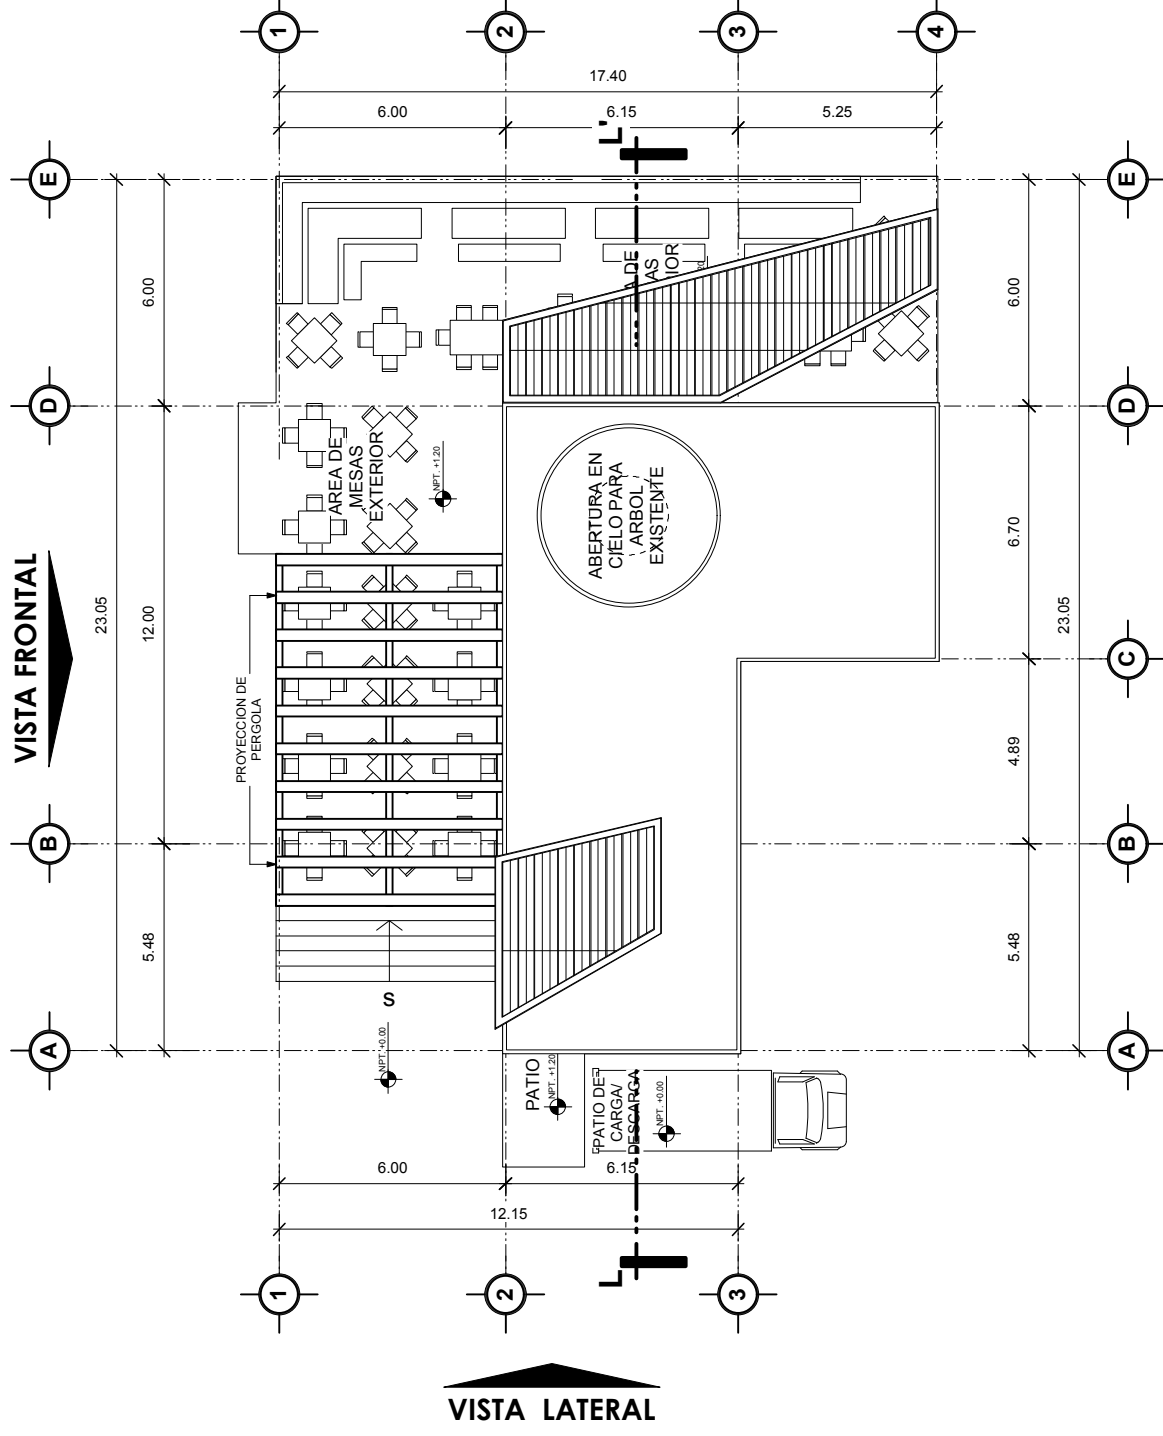 1
2
3
4
17.40
6.00
6.15
5.25
L'
E
E
6.00
6.00
A DE
AS
IOR
D
D
AREA DE
MESAS
EXTERIOR
NPT. +1.20
ABERTURA EN
CIELO PARA
ARBOL
EXISTENTE
6.70
VISTA FRONTAL
23.05
12.00
23.05
PROYECCION DE
PERGOLA
C
4.89
B
B
5.48
5.48
S
NPT. +0.00
A
A
PATIO
NPT. +1.20
PATIO DE
CARGA/
DESCARGA
NPT. +0.00
6.00
6.15
12.15
L
1
2
3
VISTA LATERAL